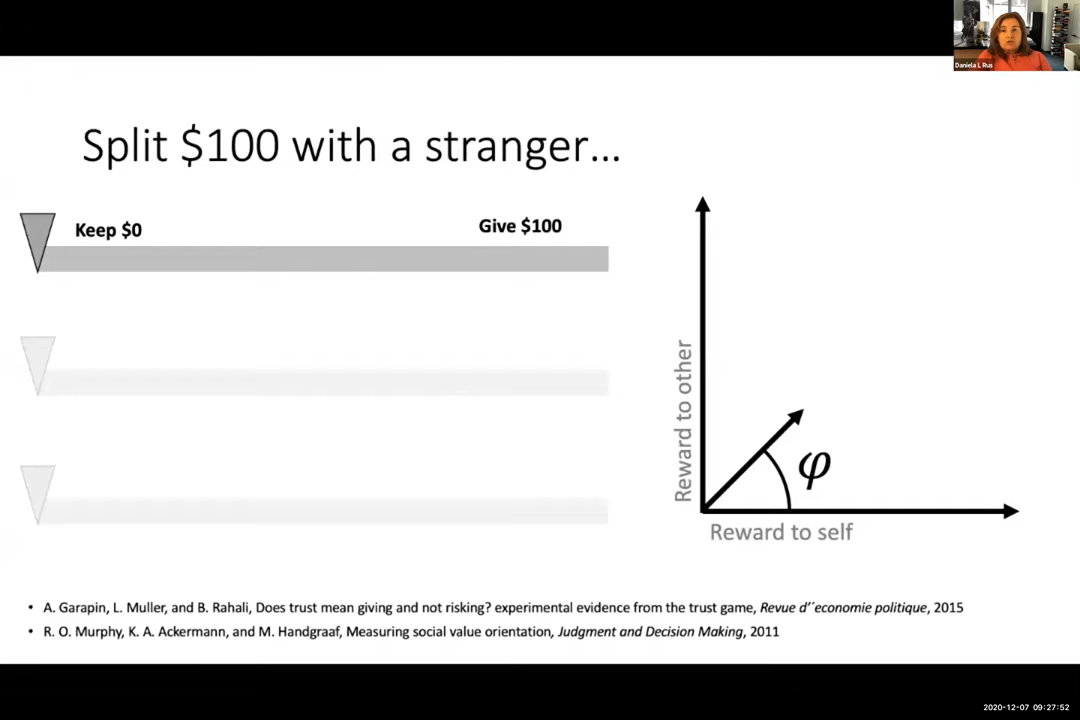 Daniela L Rus
Split $100 with a stranger...
Keep $0
Give $100
Reward to other
φ
Reward to self
• A. Garapin, L. Muller, and B. Rahali, Does trust mean giving and not risking? experimental evidence from the trust game, Revue d'´economie politique, 2015
• R. O. Murphy, K. A. Ackermann, and M. Handgraaf, Measuring social value orientation, Judgment and Decision Making, 2011
2020-12-07 09:27:52